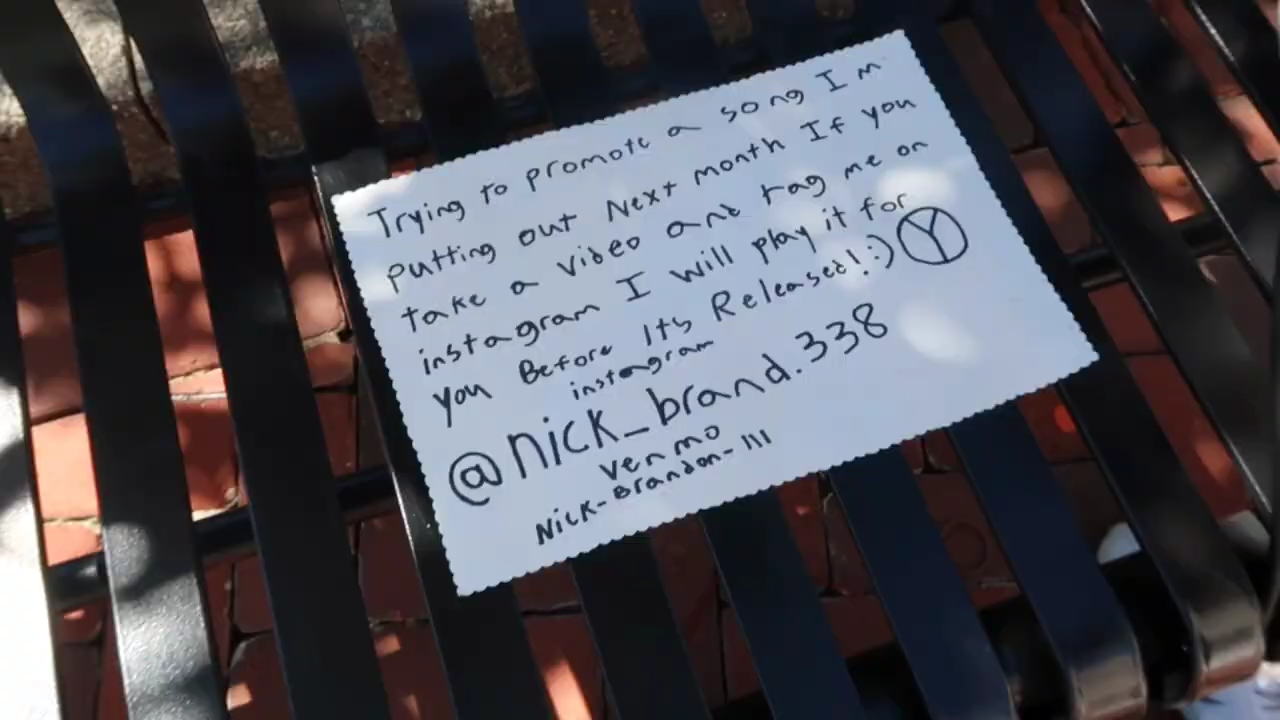 Trying to promote a song I m
putting out Next month If you
take a video and tag me on
instagram I will play it for
you Before Its Released! :)
instagram
@nick_brand.338
venmo
Nick-Brandon-111